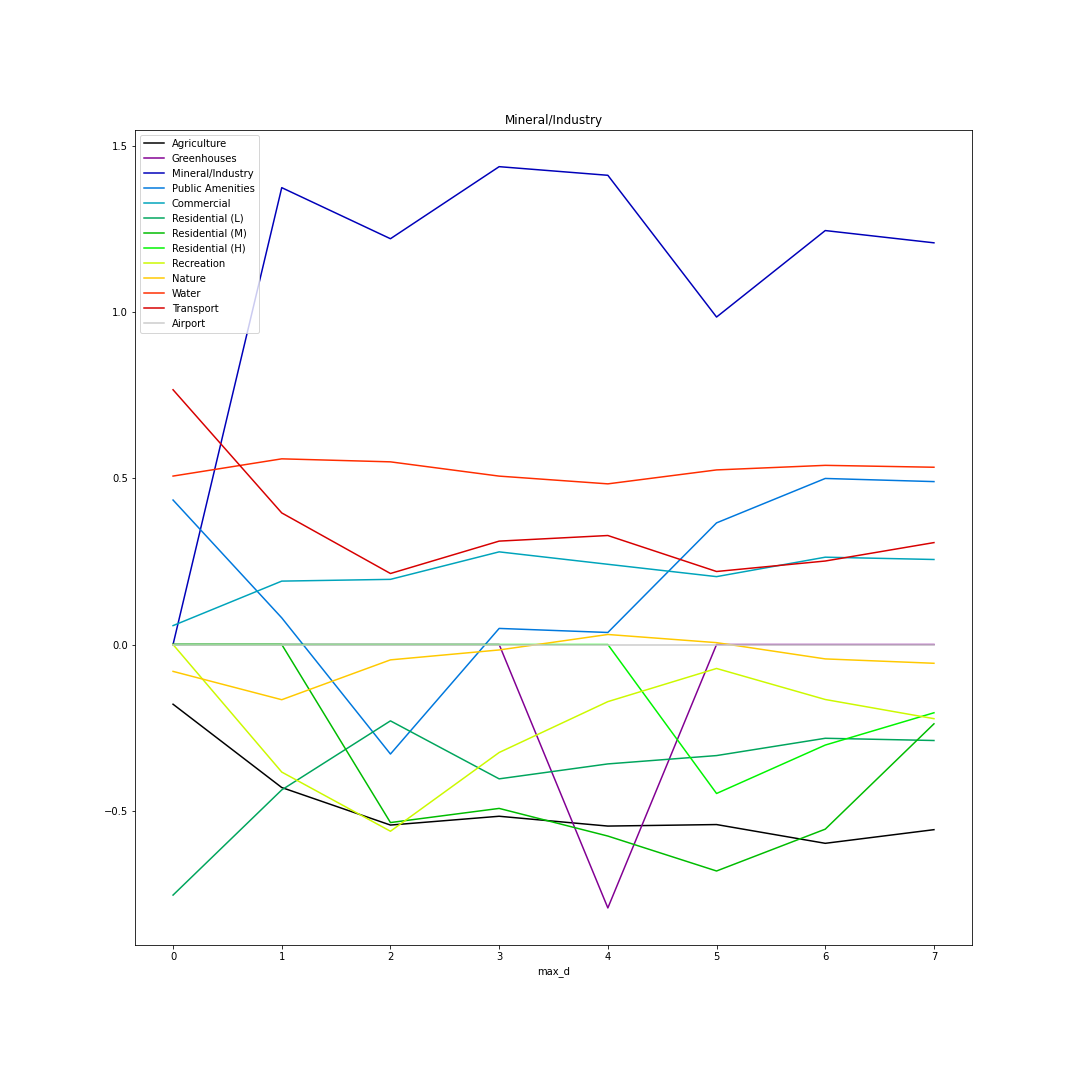 Mineral/Industry
1.5
1.0
0.5
0.0
−0.5
Agriculture
Greenhouses
Mineral/Industry
Public Amenities
Commercial
Residential (L)
Residential (M)
Residential (H)
Recreation
Nature
Water
Transport
Airport
0 1 2 3 4 5 6 7
max_d